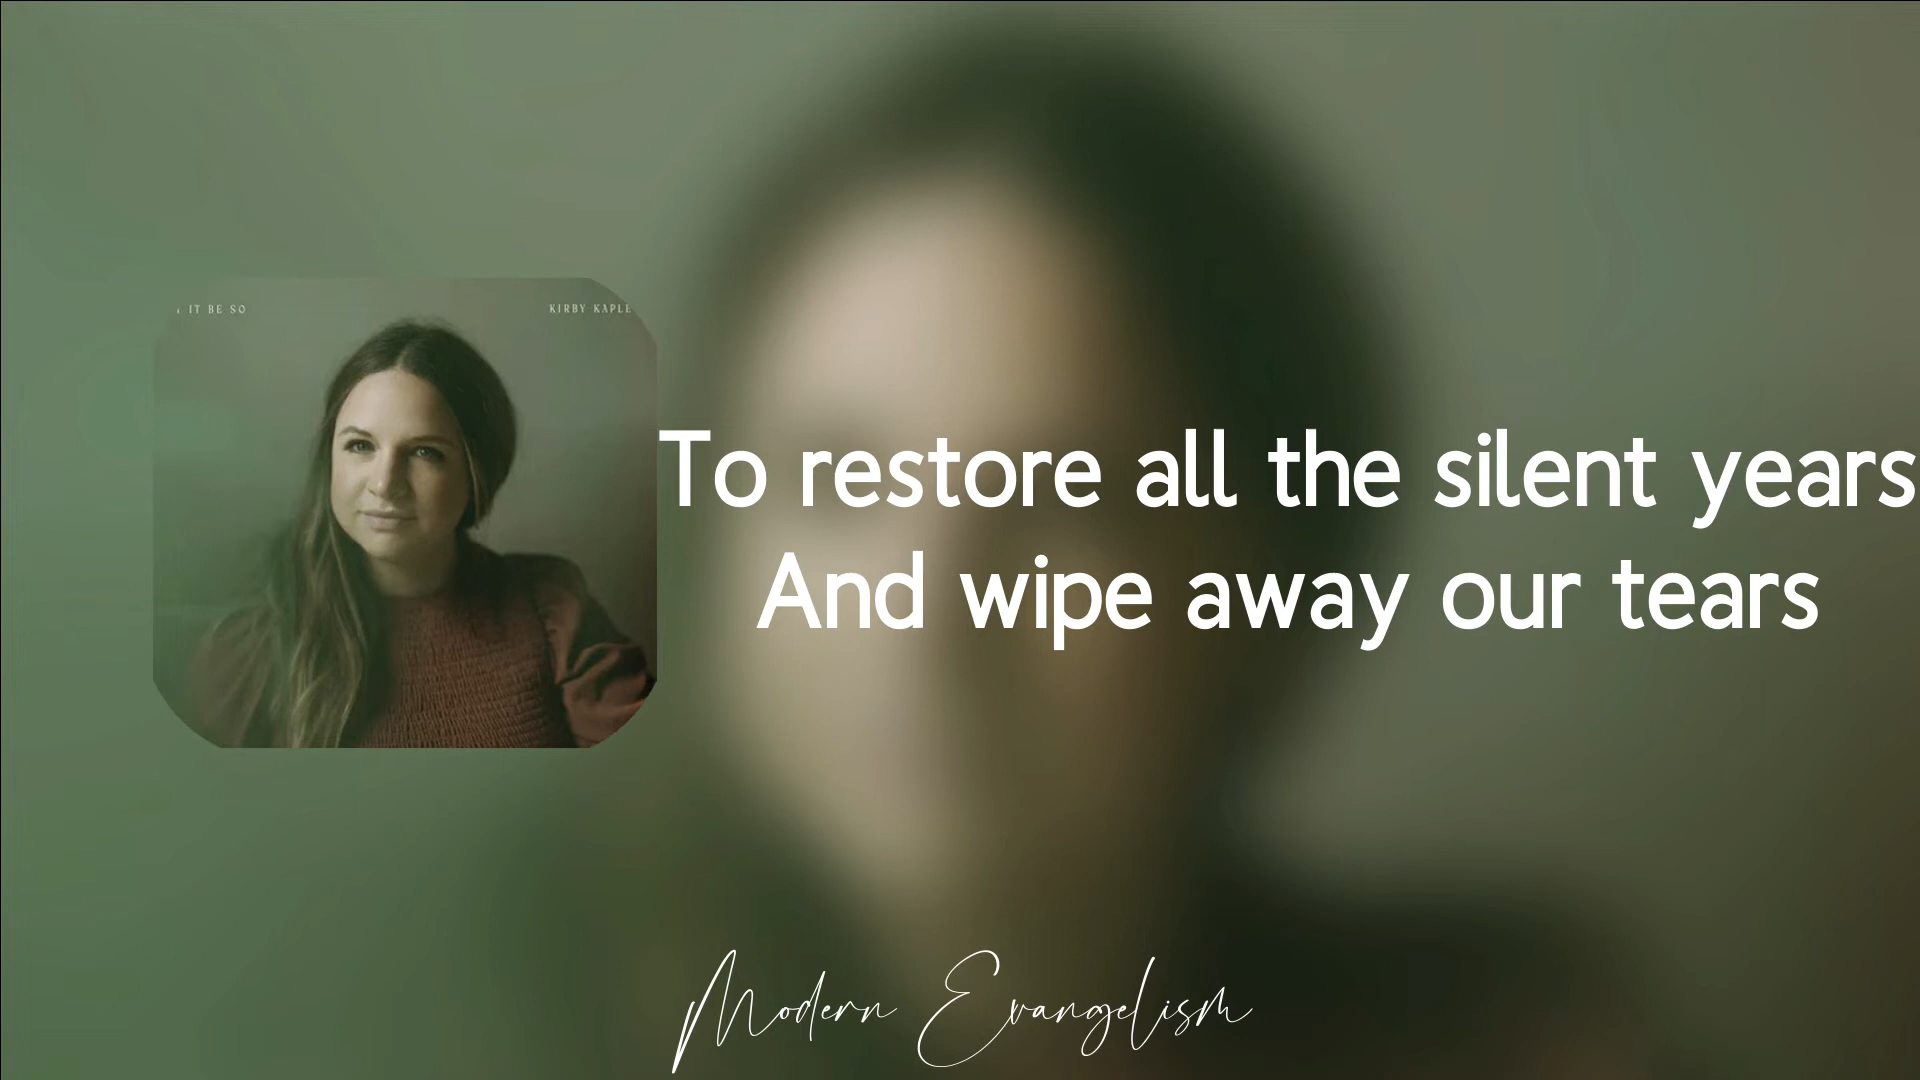 IT BE SO
KIRBY KAPLE
To restore all the silent years
And wipe away our tears
Modern Evangelism